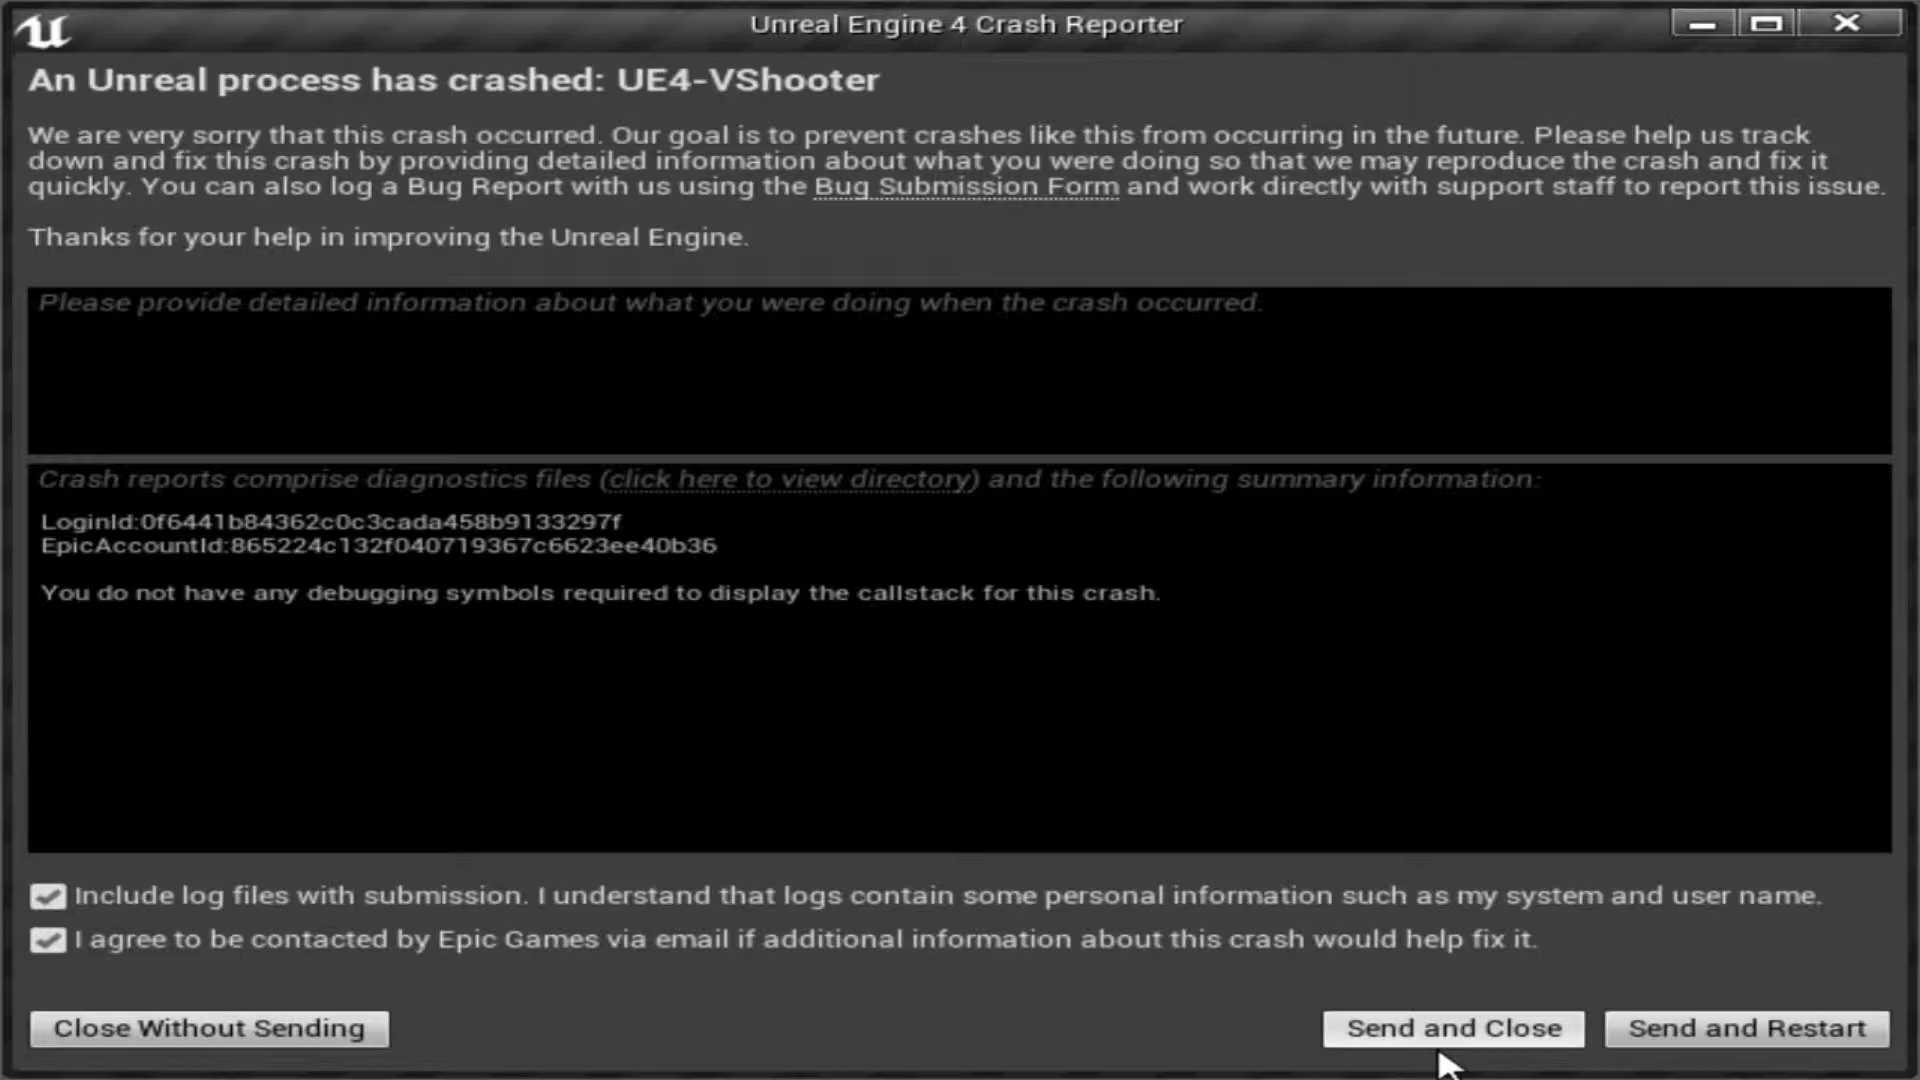 Unreal Engine 4 Crash Reporter
An Unreal process has crashed: UE4-VShooter
We are very sorry that this crash occurred. Our goal is to prevent crashes like this from occurring in the future. Please help us track
down and fix this crash by providing detailed information about what you were doing so that we may reproduce the crash and fix it
quickly. You can also log a Bug Report with us using the Bug Submission Form and work directly with support staff to report this issue.
Thanks for your help in improving the Unreal Engine.
Please provide detailed information about what you were doing when the crash occurred.
Crash reports comprise diagnostics files (click here to view directory) and the following summary information:
LoginId:0f6441b84362c0c3cada458b9133297f
EpicAccountId:865224c132f040719367c6623ee40b36
You do not have any debugging symbols required to display the callstack for this crash.
Include log files with submission. I understand that logs contain some personal information such as my system and user name.
I agree to be contacted by Epic Games via email if additional information about this crash would help fix it.
Close Without Sending
Send and Close
Send and Restart